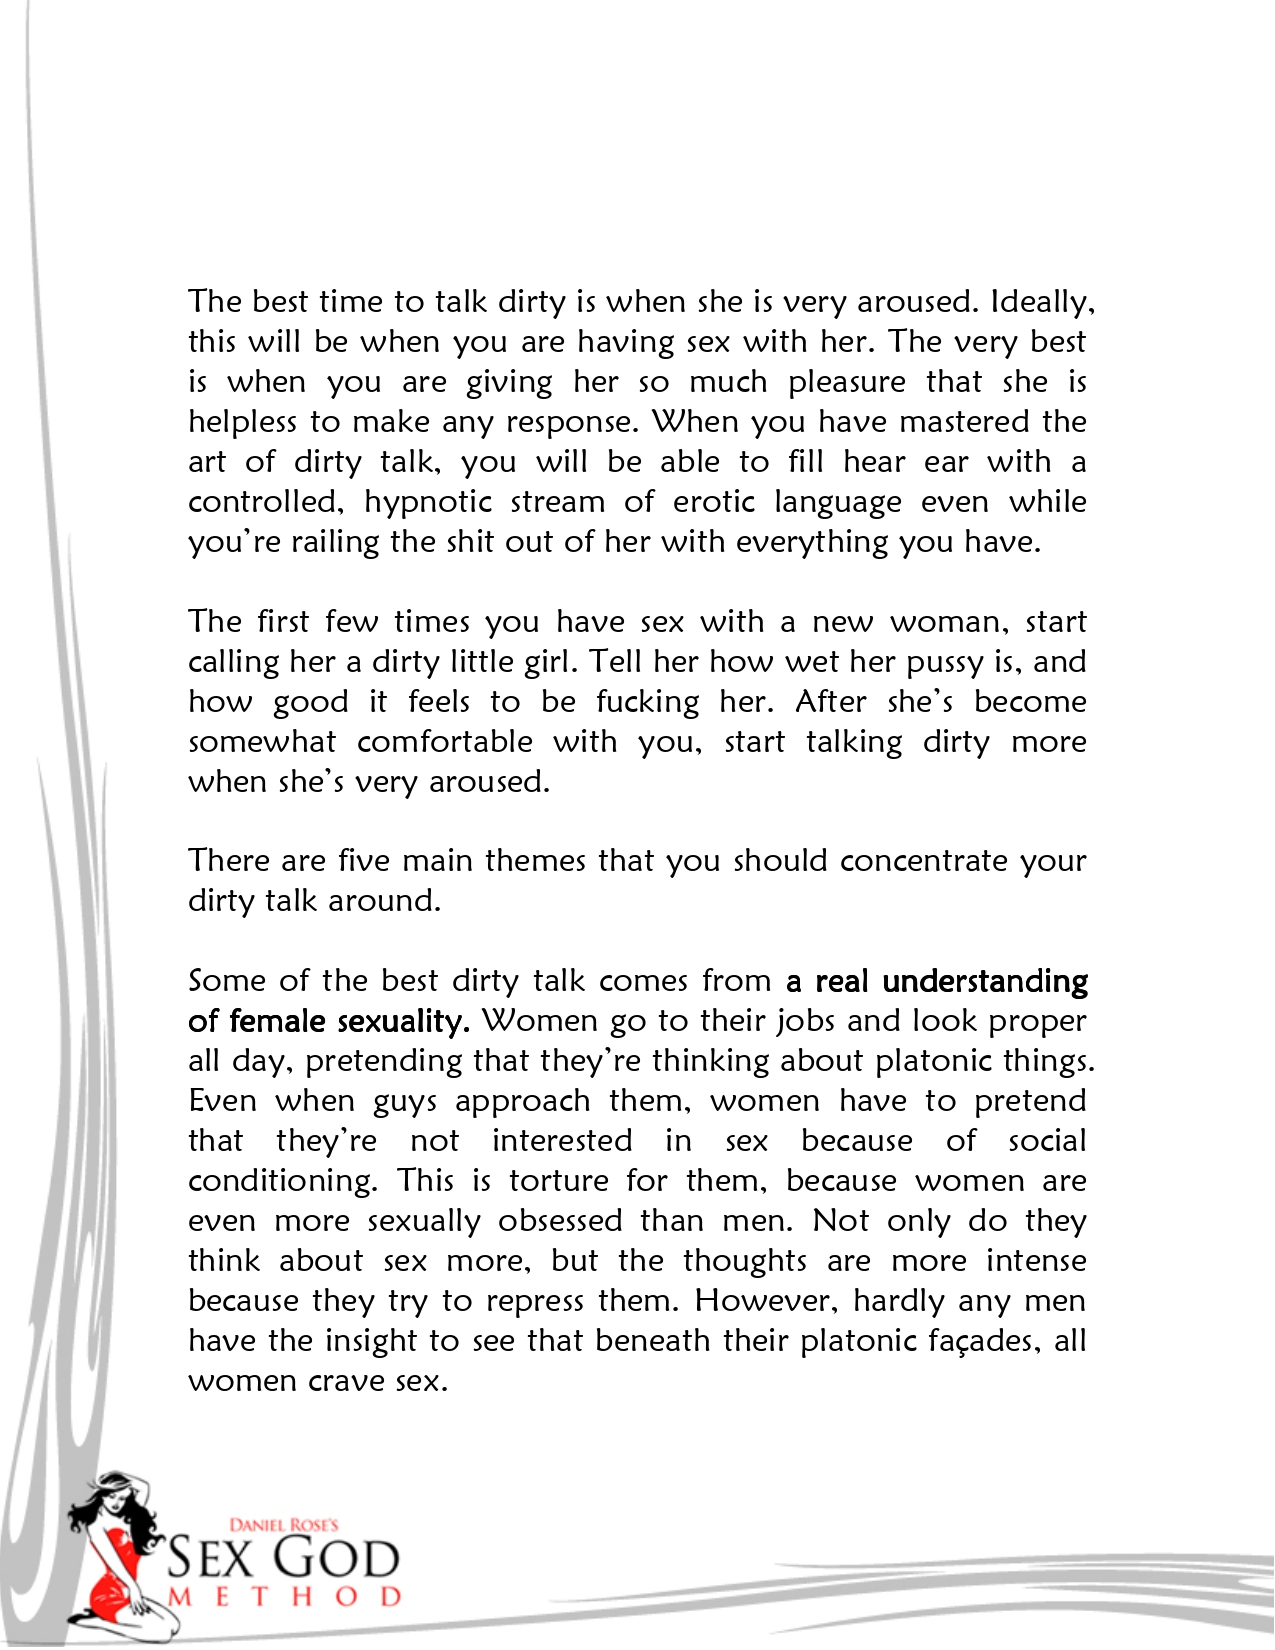 The best time to talk dirty is when she is very aroused. Ideally,
this will be when you are having sex with her. The very best
is when you are giving her so much pleasure that she is
helpless to make any response. When you have mastered the
art of dirty talk, you will be able to fill hear ear with a
controlled, hypnotic stream of erotic language even while
you’re railing the shit out of her with everything you have.
The first few times you have sex with a new woman, start
calling her a dirty little girl. Tell her how wet her pussy is, and
how good it feels to be fucking her. After she’s become
somewhat comfortable with you, start talking dirty more
when she’s very aroused.
There are five main themes that you should concentrate your
dirty talk around.
Some of the best dirty talk comes from a real understanding
of female sexuality. Women go to their jobs and look proper
all day, pretending that they’re thinking about platonic things.
Even when guys approach them, women have to pretend
that they’re not interested in sex because of social
conditioning. This is torture for them, because women are
even more sexually obsessed than men. Not only do they
think about sex more, but the thoughts are more intense
because they try to repress them. However, hardly any men
have the insight to see that beneath their platonic façades, all
women crave sex.
DANIEL ROSE’S
SEX GOD
METHOD